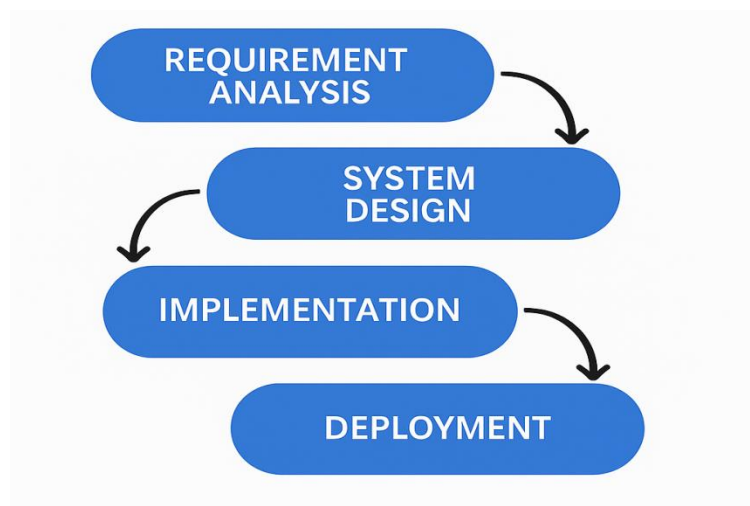 REQUIREMENT
ANALYSIS
SYSTEM
DESIGN
IMPLEMENTATION
DEPLOYMENT